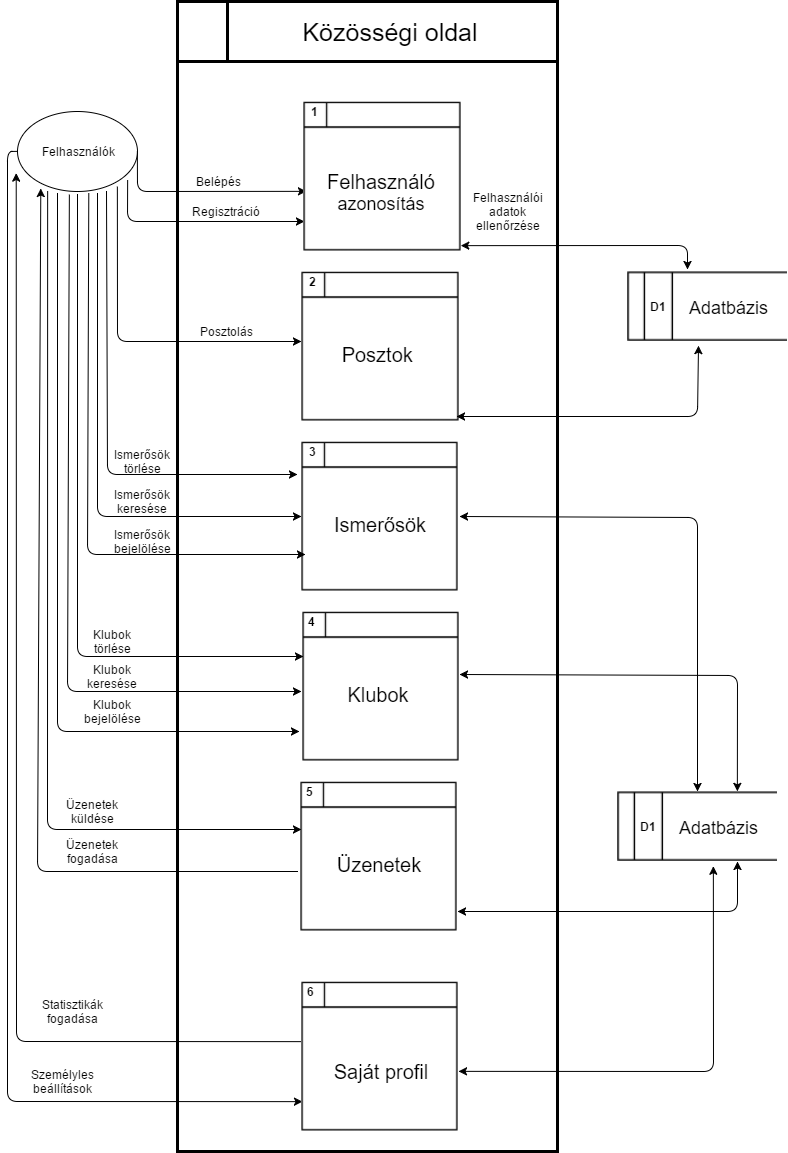 Közösségi oldal
1
Felhasználók
Felhasználó
azonosítás
Belépés
Regisztráció
Felhasználói
adatok
ellenőrzése
2
D1
Adatbázis
Posztolás
Posztok
3
Ismerősök
törlése
Ismerősök
keresése
Ismerősök
bejelölése
Ismerősök
4
Klubok
törlése
Klubok
keresése
Klubok
bejelölése
Klubok
5
Üzenetek
küldése
Üzenetek
fogadása
Üzenetek
D1
Adatbázis
6
Statisztikák
fogadása
Személyles
beállítások
Saját profil